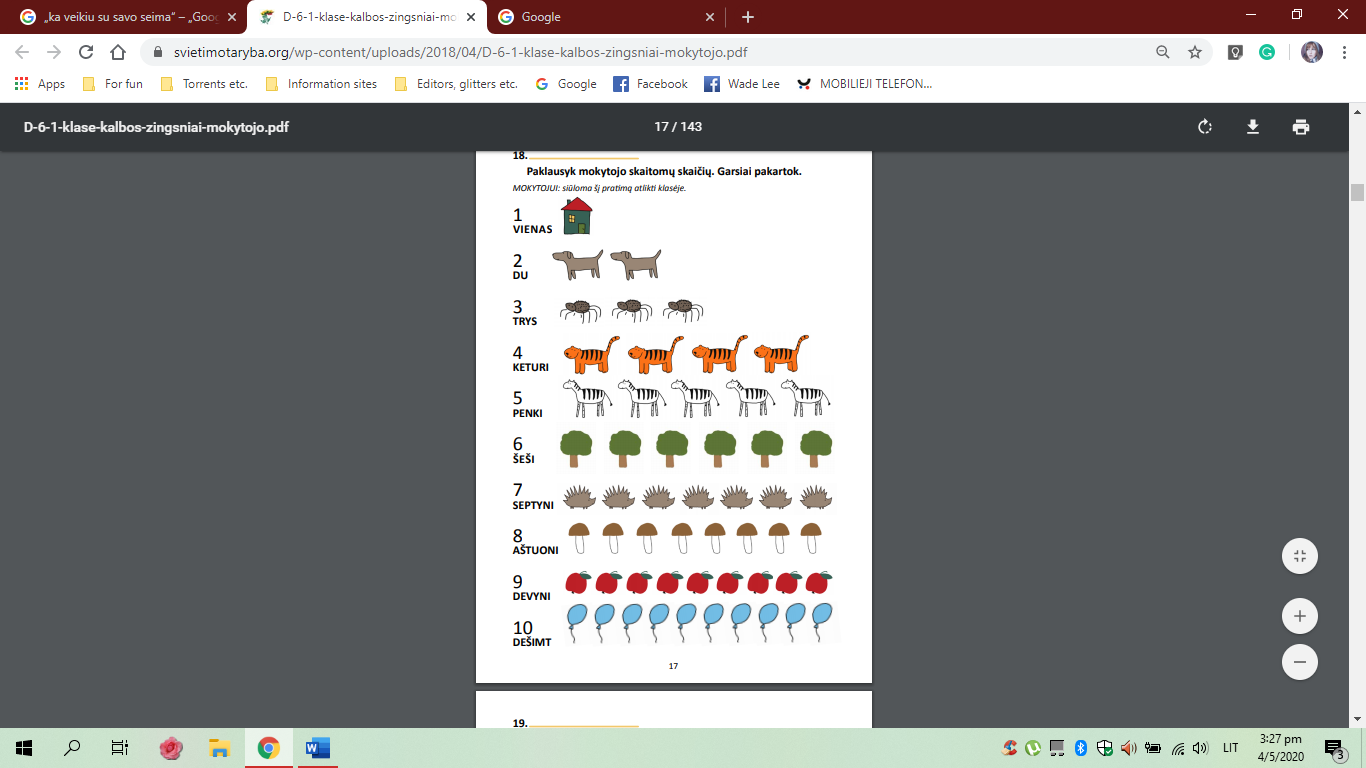 „ka veikiu su savo seima“ – „Goo
D-6-1-klase-kalbos-zingsniai-mo
Google
svietimotaryba.org/wp-content/uploads/2018/04/D-6-1-klase-kalbos-zingsniai-mokytojo.pdf
Apps
For fun
Torrents etc.
Information sites
Editors, glitters etc.
Google
Facebook
Wade Lee
MOBILIEJI TELEFON...
D-6-1-klase-kalbos-zingsniai-mokytojo.pdf
17 / 143
18.
Paklausyk mokytojo skaitomų skaičių. Garsiai pakartok.
MOKYTOJUI: siūloma šį pratimą atlikti klasėje.
1
VIENAS
2
DU
3
TRYS
4
KETURI
5
PENKI
6
ŠEŠI
7
SEPTYNI
8
AŠTUONI
9
DEVYNI
10
DEŠIMT
17
19.
LIT
3:27 pm
4/5/2020
3